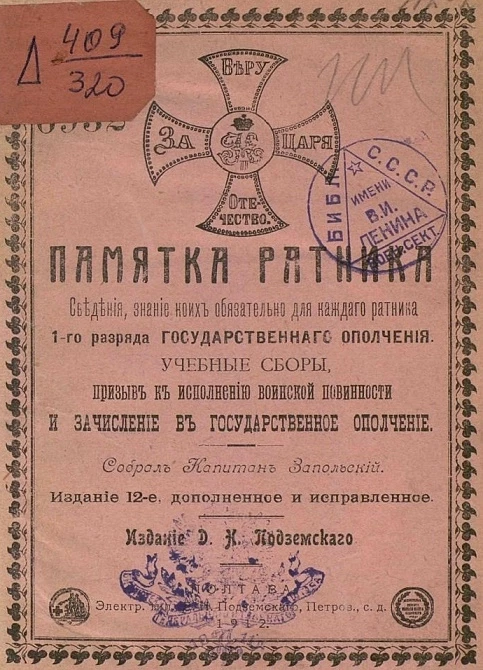 Δ 409
320
ВѢРУ
ЗА
ЦАРЯ
ОТЕ-
ЧЕСТВО.
БИБ
С.С.С.Р.
ИМЕНИ
В.И.
ЛЕНИНА
ПАМЯТКА РАТНИКА
Свѣдѣнія, знаніе коихъ обязательно для каждаго ратника
1-го разряда ГОСУДАРСТВЕННАГО ОПОЛЧЕНІЯ.
УЧЕБНЫЕ СБОРЫ,
ПРИЗЫВ КЪ ИСПОЛНЕНІЮ ВОИНСКОЙ ПОВИННОСТИ
И ЗАЧИСЛЕНІЕ ВЪ ГОСУДАРСТВЕННОЕ ОПОЛЧЕНІЕ.
Собралъ Капитанъ Запольскій.
Изданіе 12-е, дополненное и исправленное.
Изданіе Д. Н. Подземскаго
ПОЛТАВА
Электр. Подземскаго, Петров., с. д.